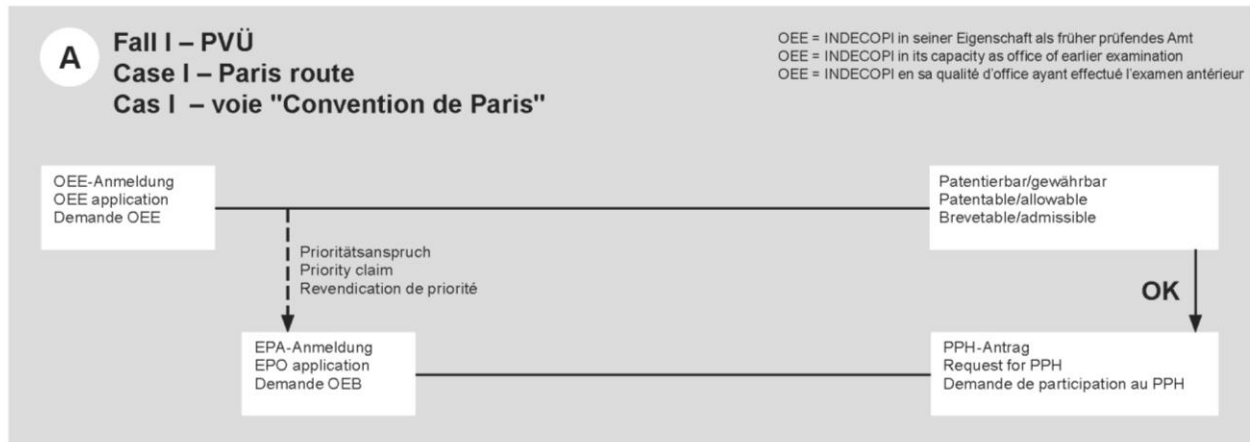 A
Fall I – PVÜ
Case I – Paris route
Cas I – voie "Convention de Paris"
OEE = INDECOPI in seiner Eigenschaft als früher prüfendes Amt
OEE = INDECOPI in its capacity as office of earlier examination
OEE = INDECOPI en sa qualité d'office ayant effectué l'examen antérieur
OEE-Anmeldung
OEE application
Demande OEE
Patentierbar/gewährbar
Patentable/allowable
Brevetable/admissible
Prioritätsanspruch
Priority claim
Revendication de priorité
OK
EPA-Anmeldung
EPO application
Demande OEB
PPH-Antrag
Request for PPH
Demande de participation au PPH